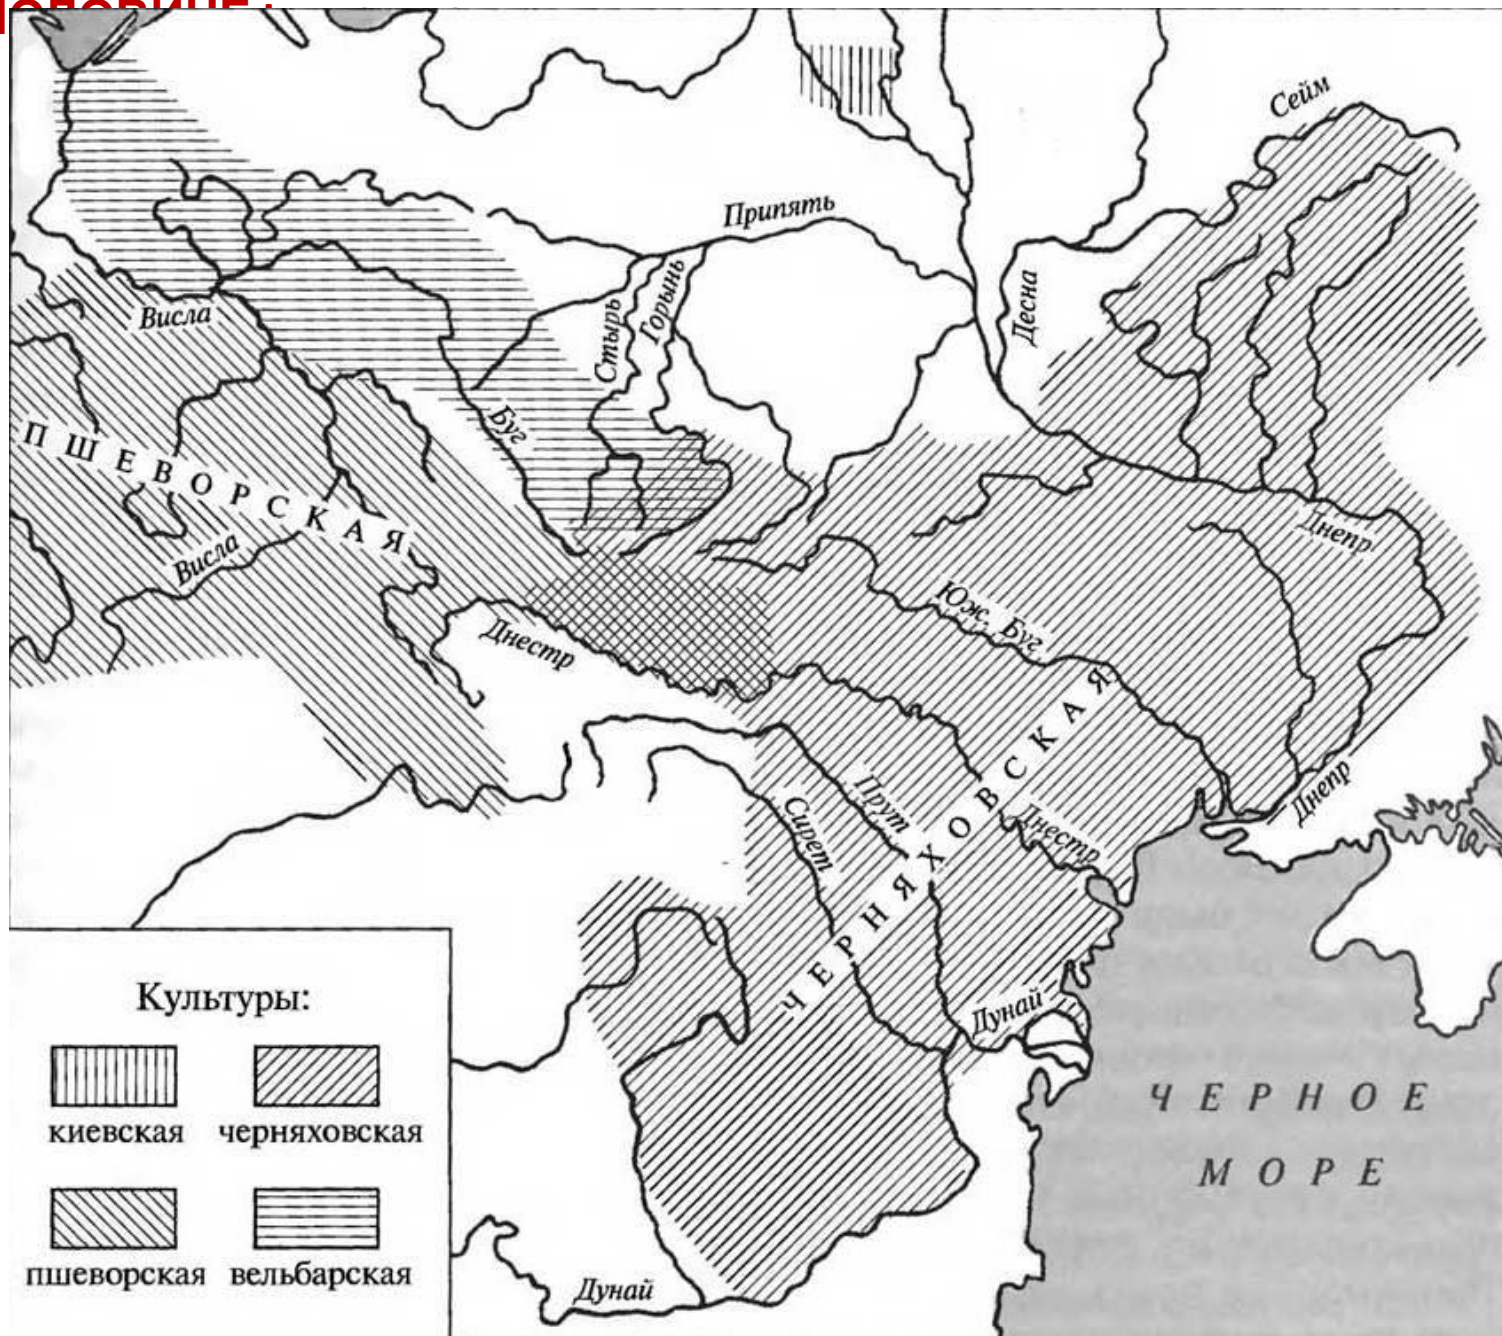 Сейм
Припять
Стырь
Горынь
Десна
Висла
Буг
ПШЕВОРСКАЯ
Висла
Днепр
Днестр
Юж. Буг
Прут
Сирет
Днестр
Днепр
ЧЕРНЯХОВСКАЯ
Дунай
Культуры:
киевская черняховская
пшеворская вельбарская
Дунай
ЧЕРНОЕ
МОРЕ